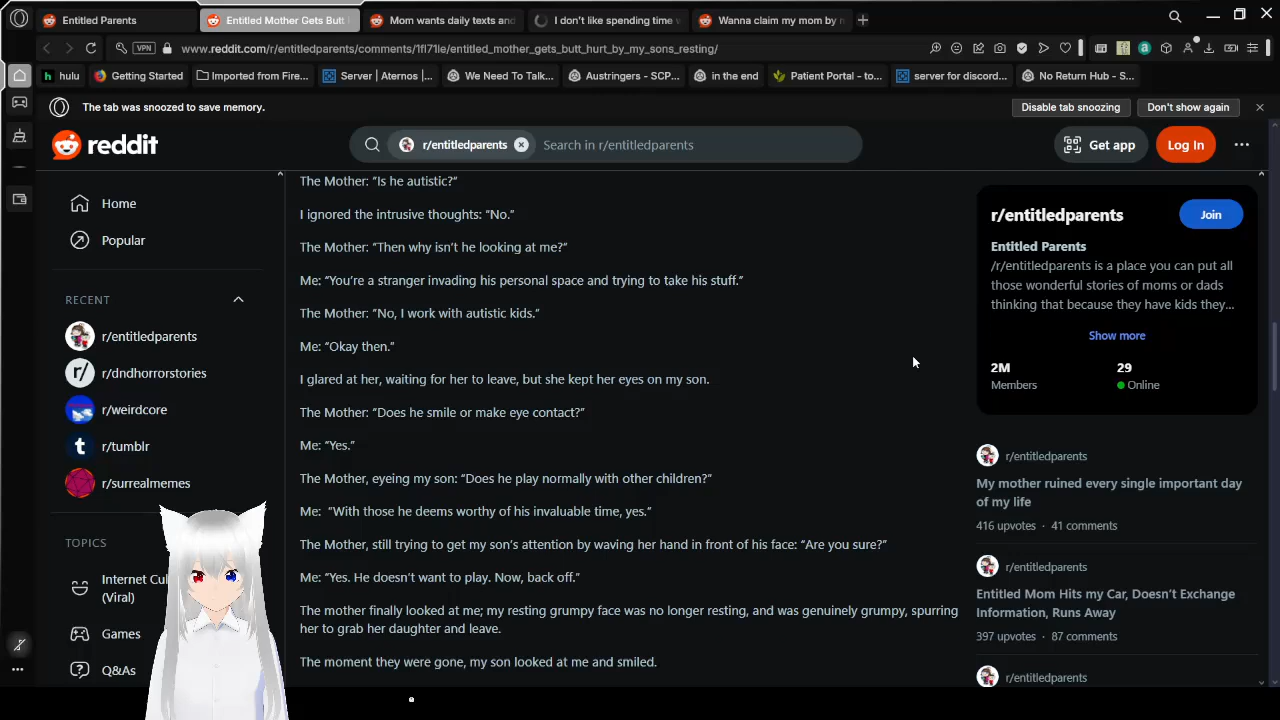 Entitled Parents
Entitled Mother Gets Butt
Mom wants daily texts and
I don't like spending time w
Wanna claim my mom by m
VPN
www.reddit.com/r/entitledparents/comments/1fl71le/entitled_mother_gets_butt_hurt_by_my_sons_resting/
hulu
Getting Started
Imported from Fire...
Server | Aternos |...
We Need To Talk...
Austringers - SCP...
in the end
Patient Portal - to...
server for discord...
No Return Hub - S...
The tab was snoozed to save memory.
Disable tab snoozing
Don't show again
reddit
r/entitledparents
Search in r/entitledparents
Get app
Log In
Home
Popular
RECENT
r/entitledparents
r/dndhorrorstories
r/weirdcore
r/tumblr
r/surrealmemes
TOPICS
Internet Cul
(Viral)
Games
Q&As
The Mother: “Is he autistic?”
I ignored the intrusive thoughts: “No.”
The Mother: “Then why isn’t he looking at me?”
Me: “You’re a stranger invading his personal space and trying to take his stuff.”
The Mother: “No, I work with autistic kids.”
Me: “Okay then.”
I glared at her, waiting for her to leave, but she kept her eyes on my son.
The Mother: “Does he smile or make eye contact?”
Me: “Yes.”
The Mother, eyeing my son: “Does he play normally with other children?”
Me:  “With those he deems worthy of his invaluable time, yes.”
The Mother, still trying to get my son’s attention by waving her hand in front of his face: “Are you sure?”
Me: “Yes. He doesn’t want to play. Now, back off.”
The mother finally looked at me; my resting grumpy face was no longer resting, and was genuinely grumpy, spurring
her to grab her daughter and leave.
The moment they were gone, my son looked at me and smiled.
r/entitledparents
Join
Entitled Parents
/r/entitledparents is a place you can put all
those wonderful stories of moms or dads
thinking that because they have kids they...
Show more
2M
29
Members
Online
r/entitledparents
My mother ruined every single important day
of my life
416 upvotes · 41 comments
r/entitledparents
Entitled Mom Hits my Car, Doesn’t Exchange
Information, Runs Away
397 upvotes · 87 comments
r/entitledparents